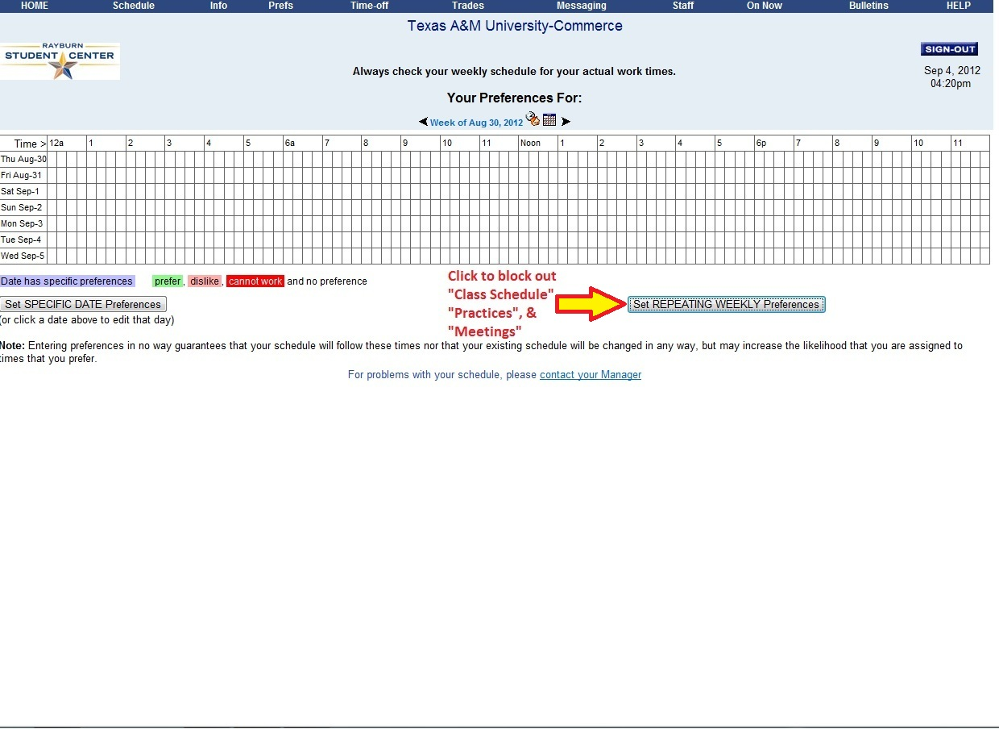 HOME Schedule Info Prefs Time-off Trades Messaging Staff On Now Bulletins HELP
Texas A&M University-Commerce
RAYBURN
STUDENT CENTER
SIGN-OUT
Always check your weekly schedule for your actual work times.
Sep 4, 2012
04:20pm
Your Preferences For:
Week of Aug 30, 2012
Time > 12a 1 2 3 4 5 6a 7 8 9 10 11 Noon 1 2 3 4 5 6p 7 8 9 10 11
Thu Aug-30
Fri Aug-31
Sat Sep-1
Sun Sep-2
Mon Sep-3
Tue Sep-4
Wed Sep-5
Date has specific preferences prefer, dislike, cannot work and no preference
Click to block out
"Class Schedule"
"Practices", &
"Meetings"
Set SPECIFIC DATE Preferences
Set REPEATING WEEKLY Preferences
(or click a date above to edit that day)
Note: Entering preferences in no way guarantees that your schedule will follow these times nor that your existing schedule will be changed in any way, but may increase the likelihood that you are assigned to
times that you prefer.
For problems with your schedule, please contact your Manager